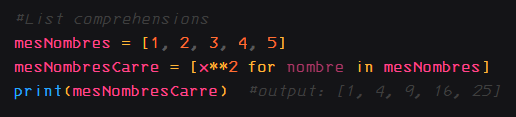 #List comprehensions
mesNombres = [1, 2, 3, 4, 5]
mesNombresCarre = [x**2 for nombre in mesNombres]
print(mesNombresCarre)  #output: [1, 4, 9, 16, 25]